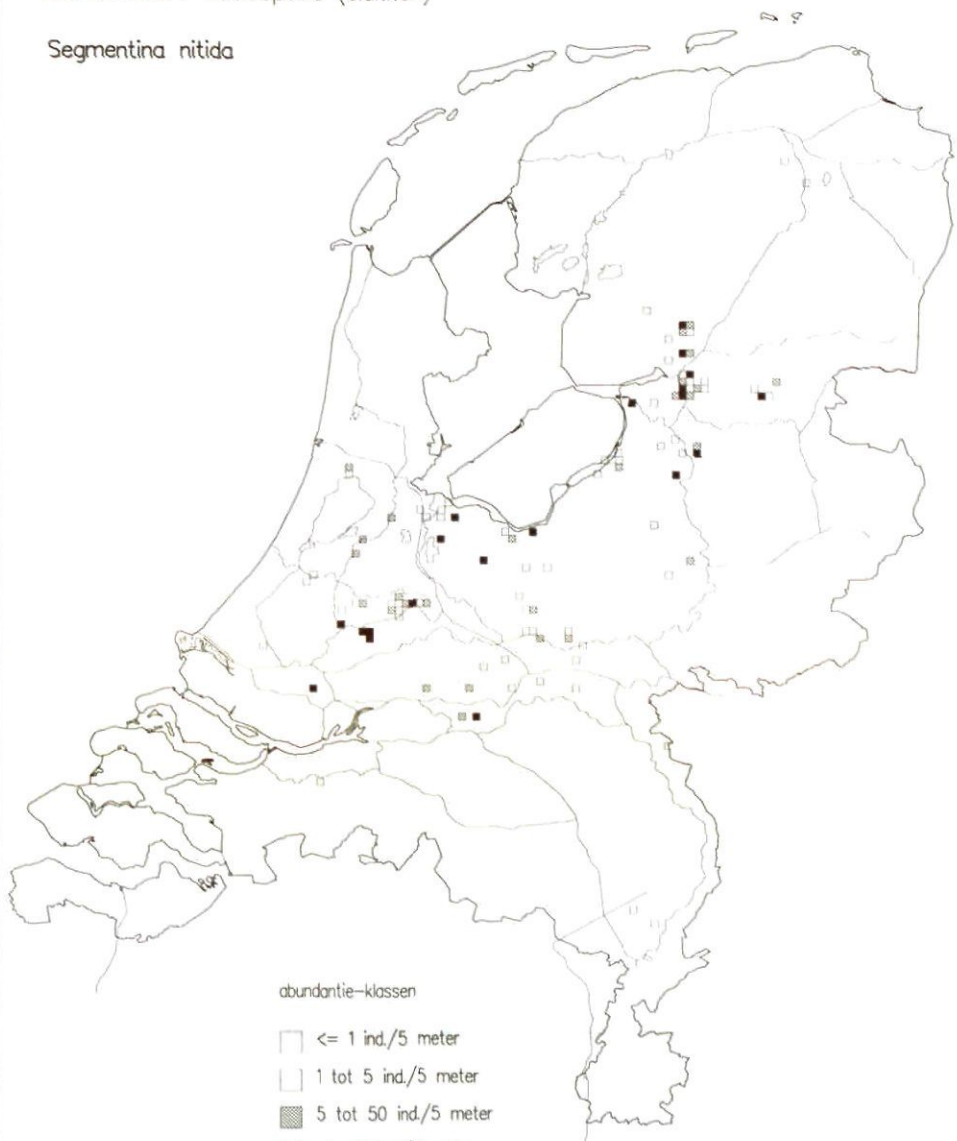 Segmentina nitida
abundantie-klassen
<= 1 ind./5 meter
1 tot 5 ind./5 meter
5 tot 50 ind./5 meter